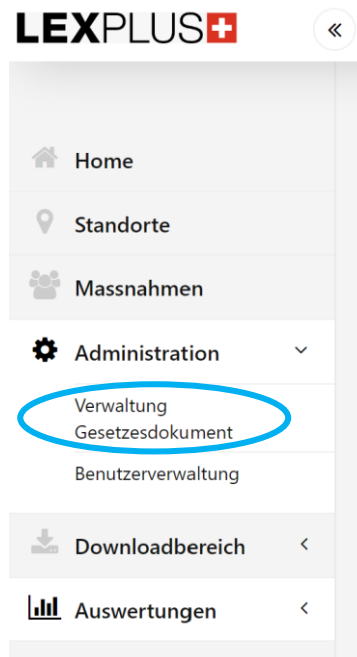 LEXPLUS
Home
Standorte
Massnahmen
Administration
Verwaltung
Gesetzesdokument
Benutzerverwaltung
Downloadbereich
Auswertungen